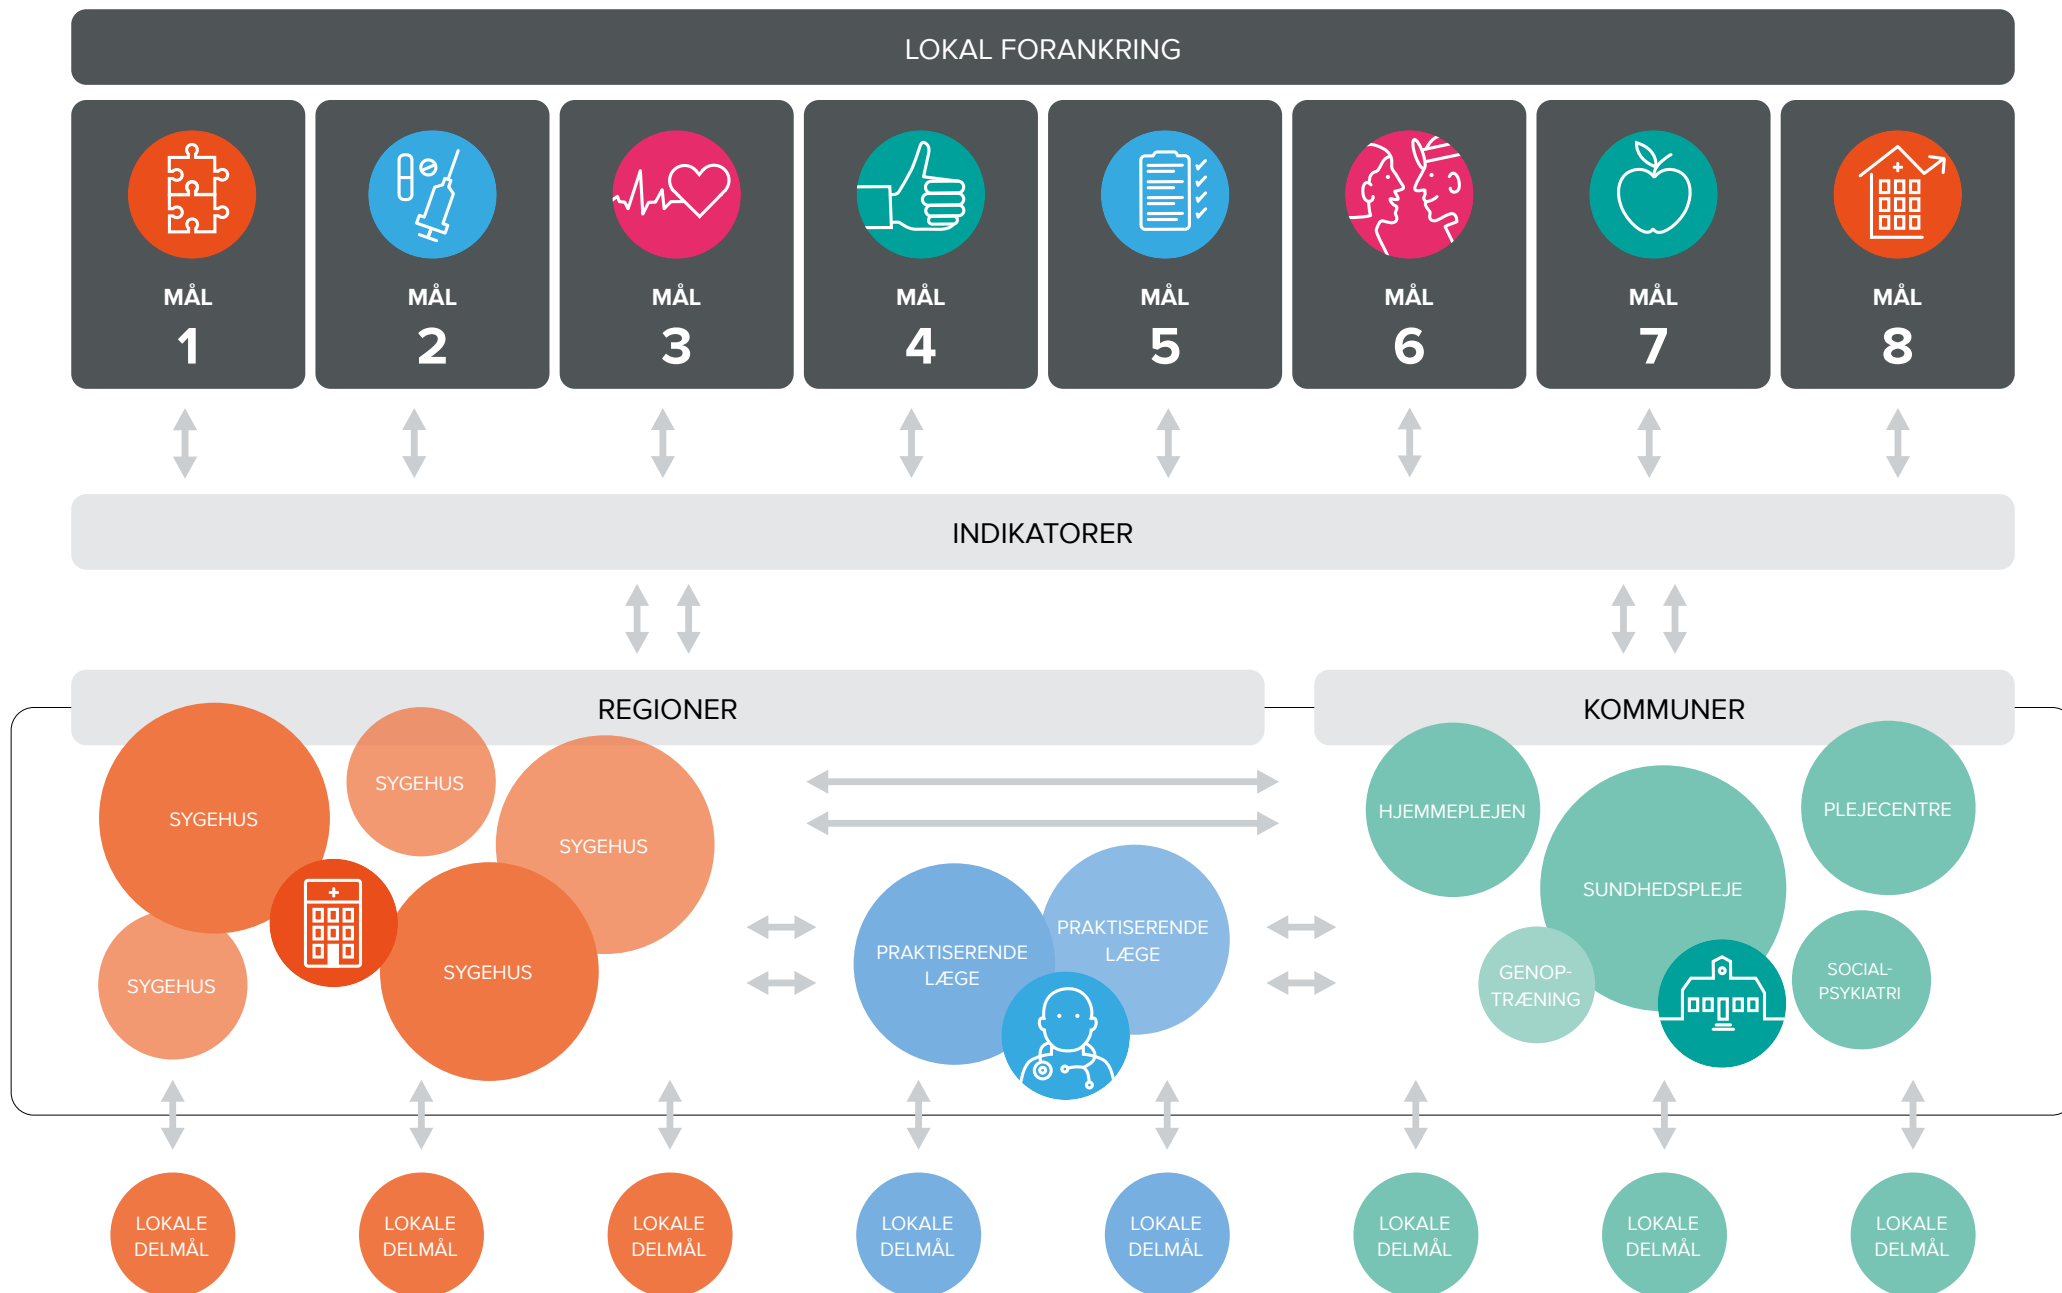 LOKAL FORANKRING
MÅL
1
MÅL
2
MÅL
3
MÅL
4
MÅL
5
MÅL
6
MÅL
7
MÅL
8
INDIKATORER
REGIONER
KOMMUNER
SYGEHUS
SYGEHUS
SYGEHUS
SYGEHUS
SYGEHUS
PRAKTISERENDE
LÆGE
PRAKTISERENDE
LÆGE
HJEMMEPLEJEN
SUNDHEDSPLEJE
PLEJECENTRE
GENOP-
TRÆNING
SOCIAL-
PSYKIATRI
LOKALE
DELMÅL
LOKALE
DELMÅL
LOKALE
DELMÅL
LOKALE
DELMÅL
LOKALE
DELMÅL
LOKALE
DELMÅL
LOKALE
DELMÅL
LOKALE
DELMÅL